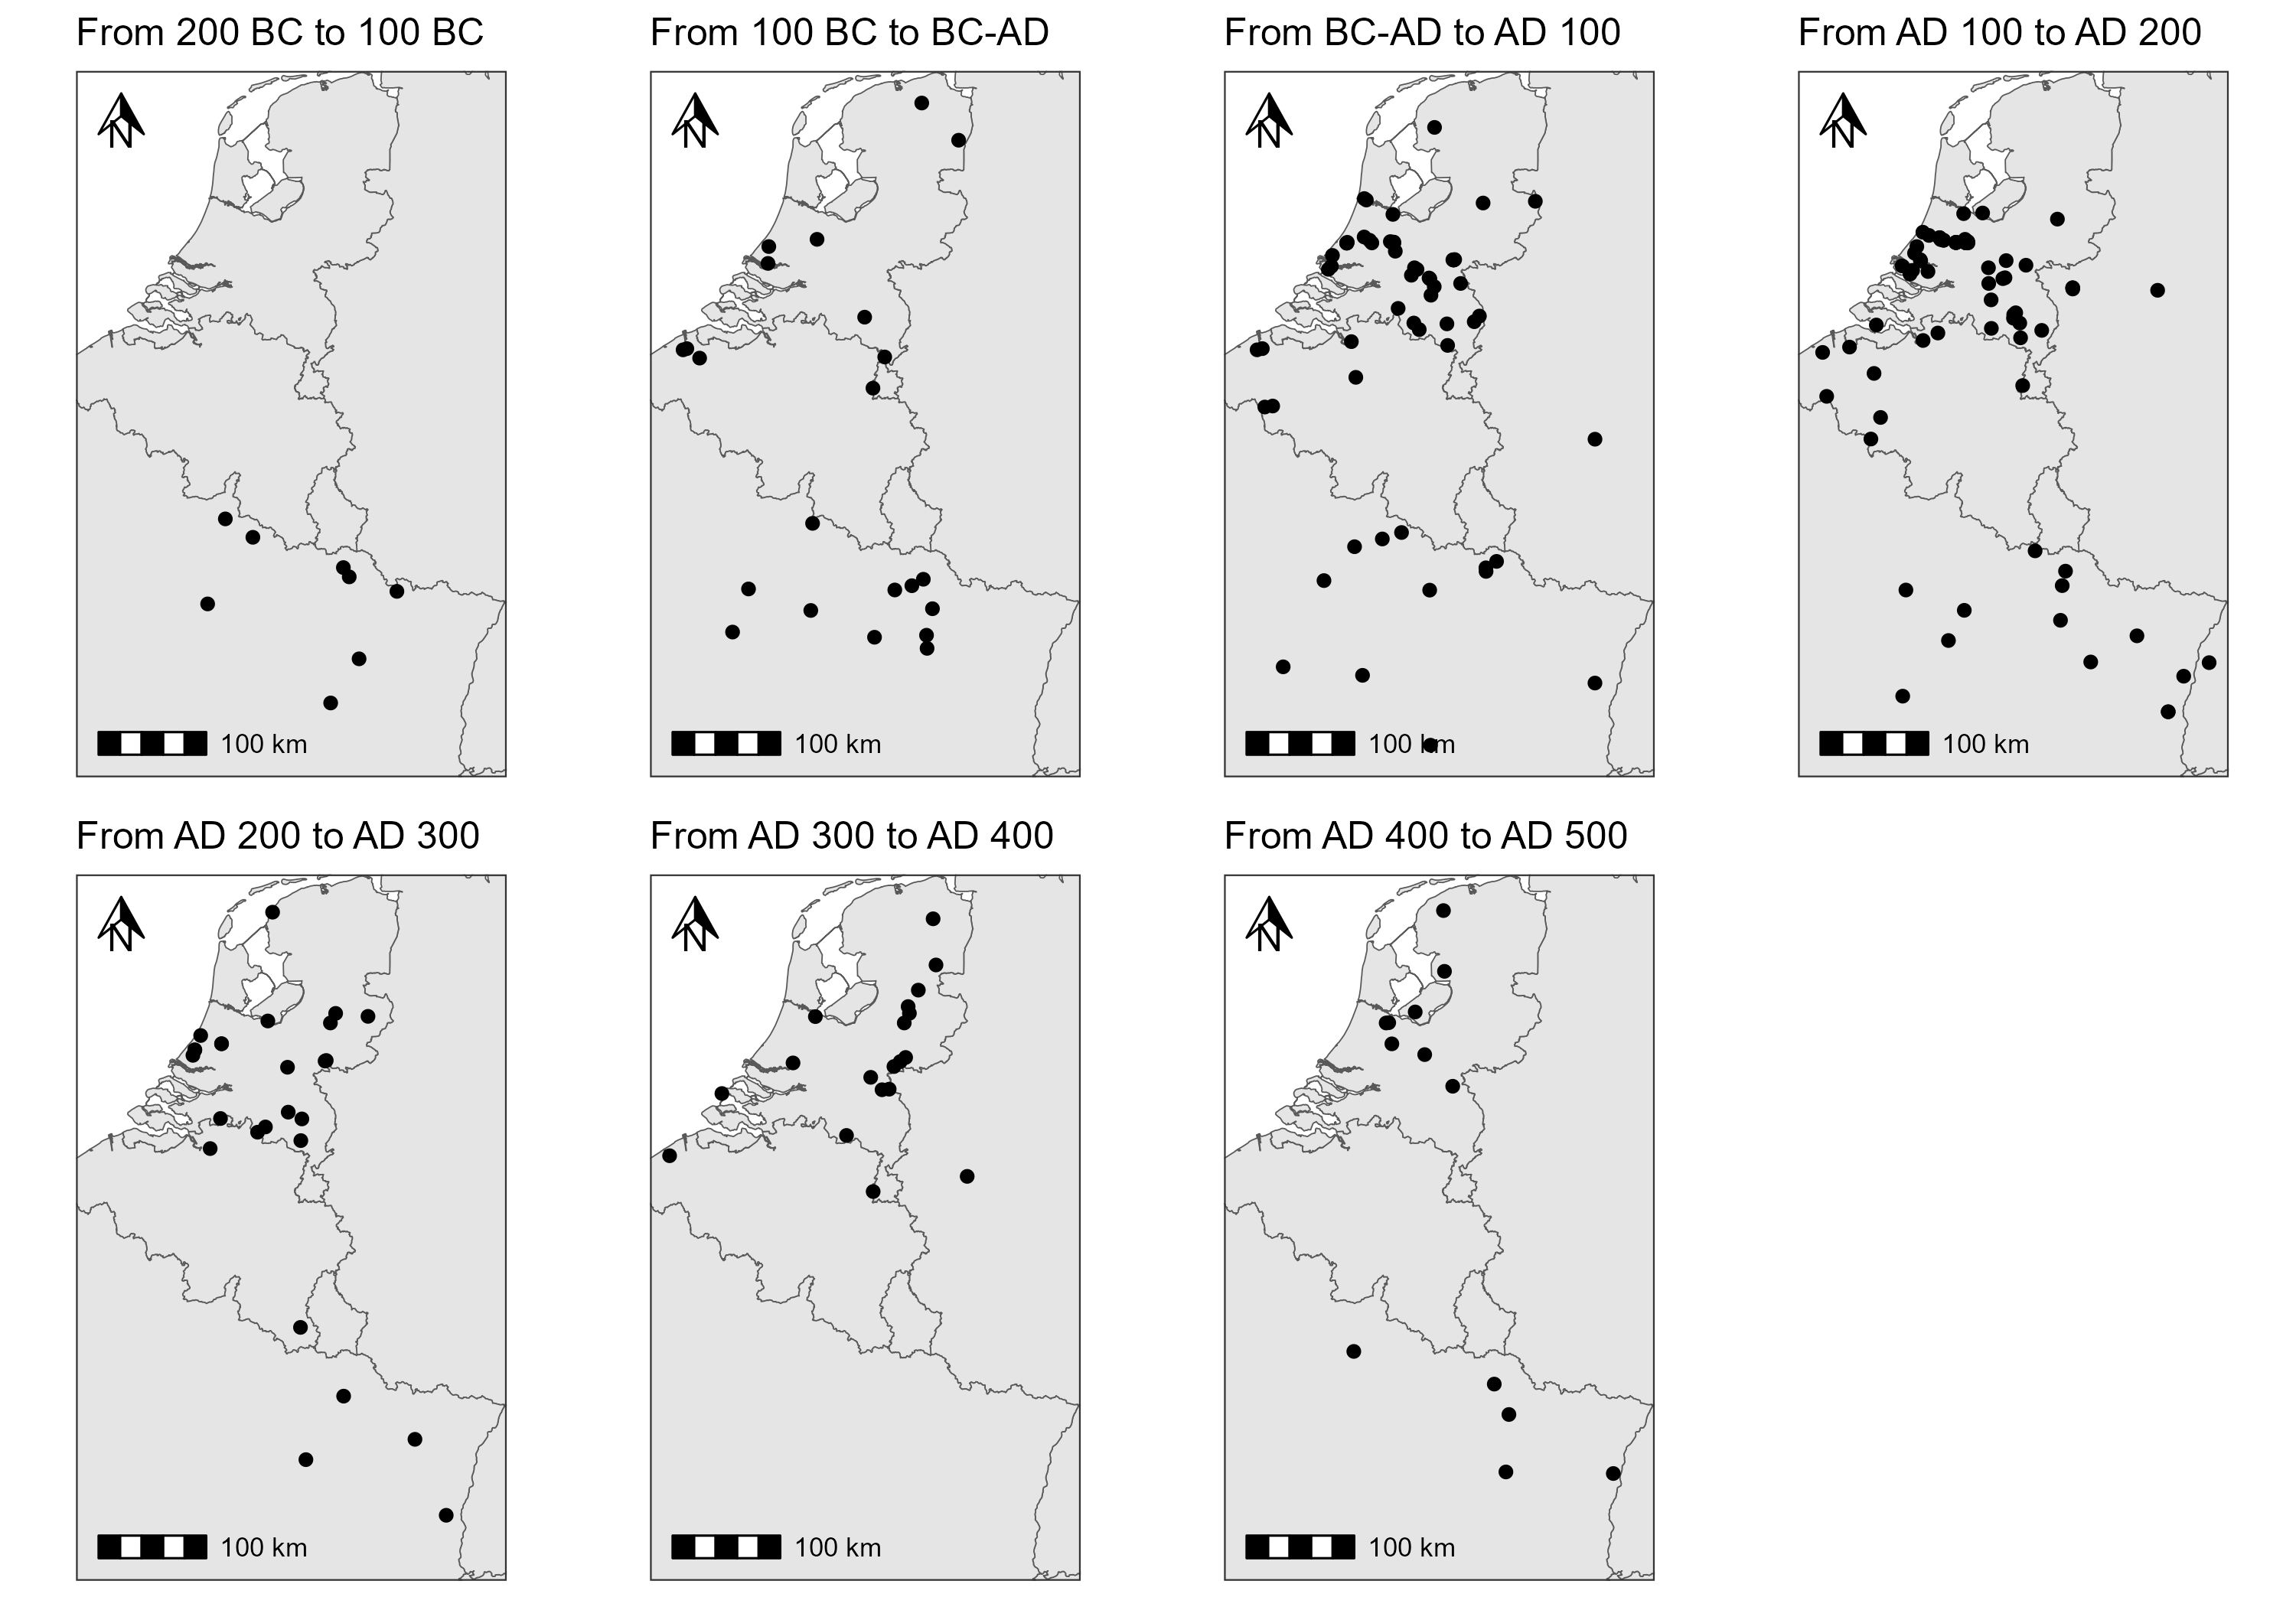 From 200 BC to 100 BC
From 100 BC to BC-AD
From BC-AD to AD 100
From AD 100 to AD 200
N
N
N
N
100 km
100 km
100 km
100 km
From AD 200 to AD 300
From AD 300 to AD 400
From AD 400 to AD 500
N
N
N
100 km
100 km
100 km